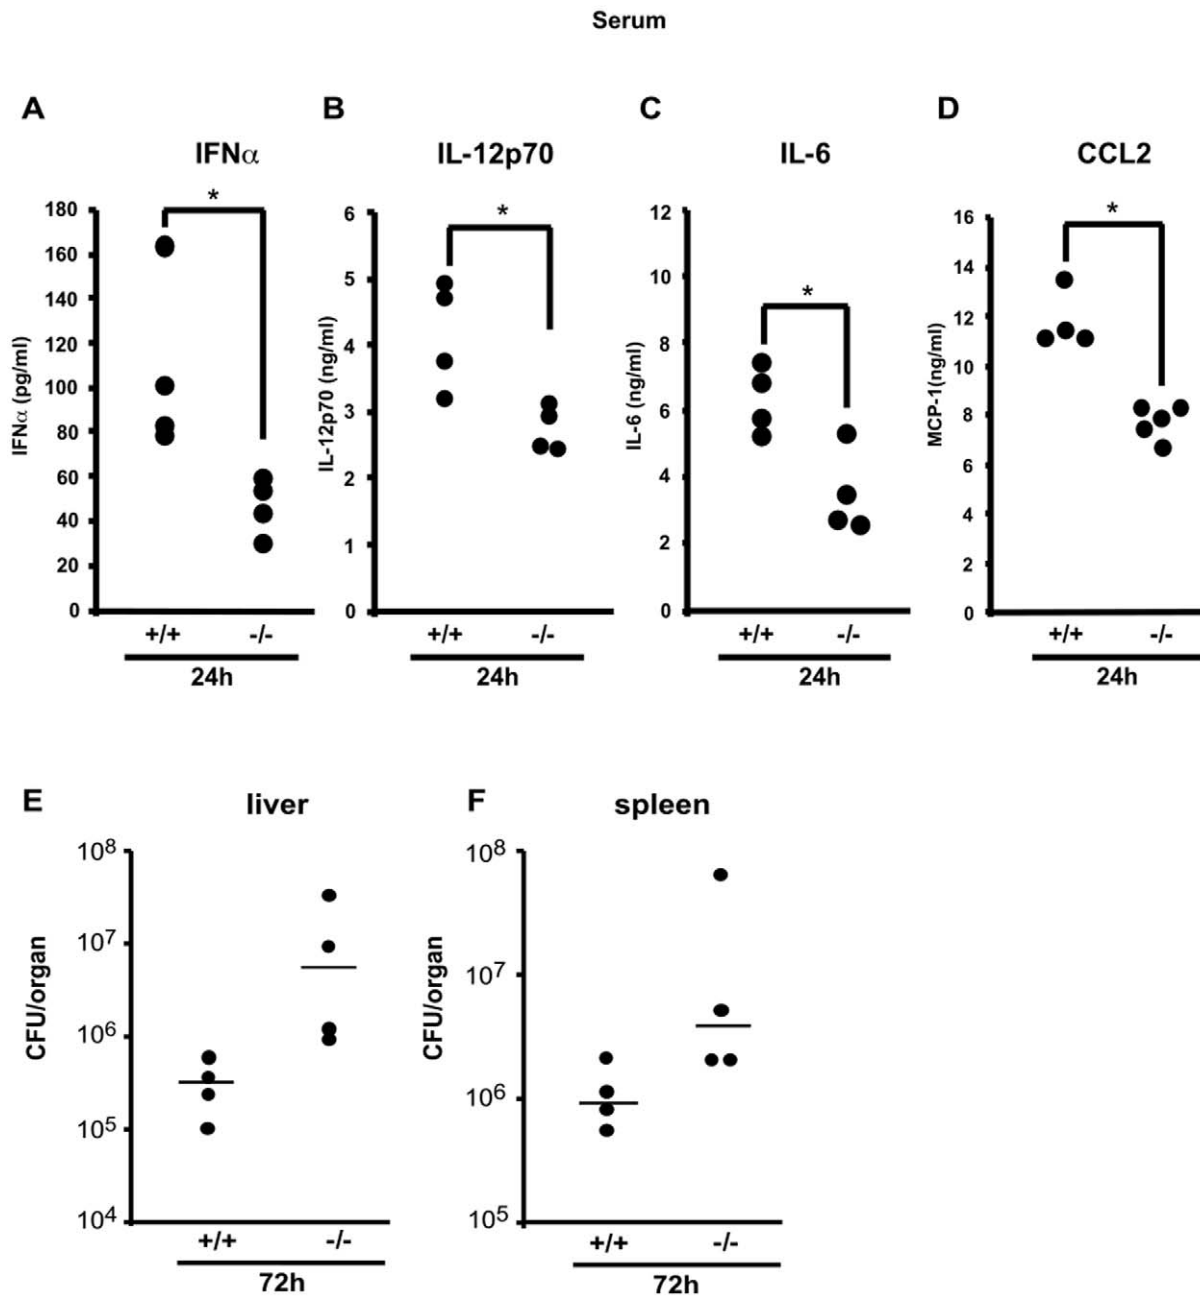 Serum
A
IFNα
*
180
160
140
120
100
80
60
40
20
0
IFNα (pg/ml)
+/+ -/-
24h
B
IL-12p70
*
6
5
4
3
2
1
0
IL-12p70 (ng/ml)
+/+ -/-
24h
C
IL-6
*
12
10
8
6
4
2
0
IL-6 (ng/ml)
+/+ -/-
24h
D
CCL2
*
16
14
12
10
8
6
4
2
0
MCP-1(ng/ml)
+/+ -/-
24h
E
liver
10⁸
10⁷
10⁶
10⁵
10⁴
CFU/organ
+/+ -/-
72h
F
spleen
10⁸
10⁷
10⁶
10⁵
CFU/organ
+/+ -/-
72h